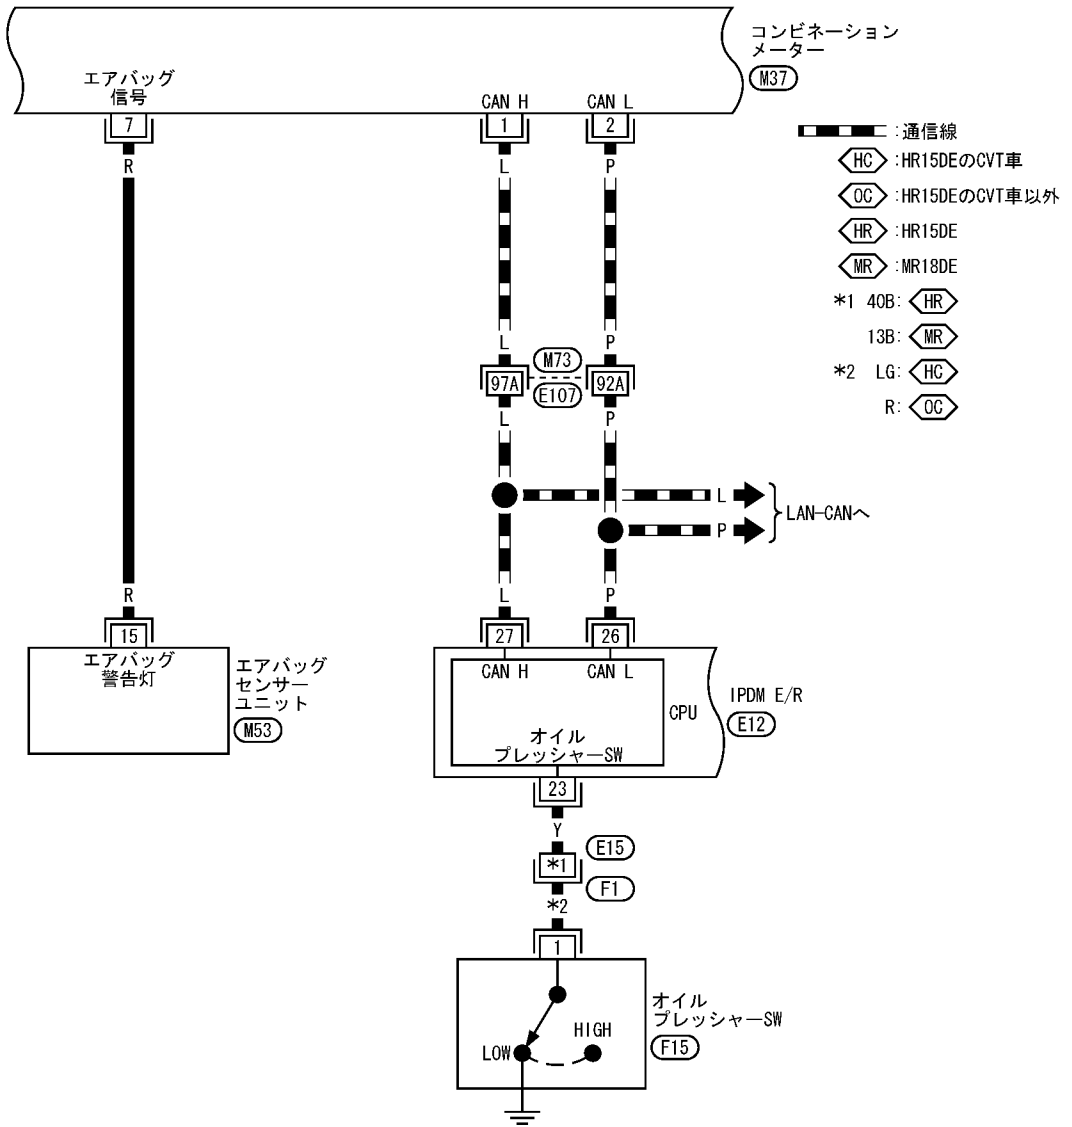 コンビネーション
メーター
M37
エアバッグ
信号
CAN H
CAN L
7
1
2
R
L
P
:通信線
HC :HR15DEのCVT車
OC :HR15DEのCVT車以外
HR :HR15DE
MR :MR18DE
*1 40B: HR
13B: MR
*2 LG: HC
R: OC
L
P
M73
97A
92A
E107
L
P
L
P
LAN-CANへ
R
L
P
15
27
26
エアバッグ
警告灯
エアバッグ
センサー
ユニット
M53
CAN H
CAN L
CPU
IPDM E/R
E12
オイル
プレッシャーSW
23
Y
E15
*1
F1
*2
1
オイル
プレッシャーSW
F15
HIGH
LOW